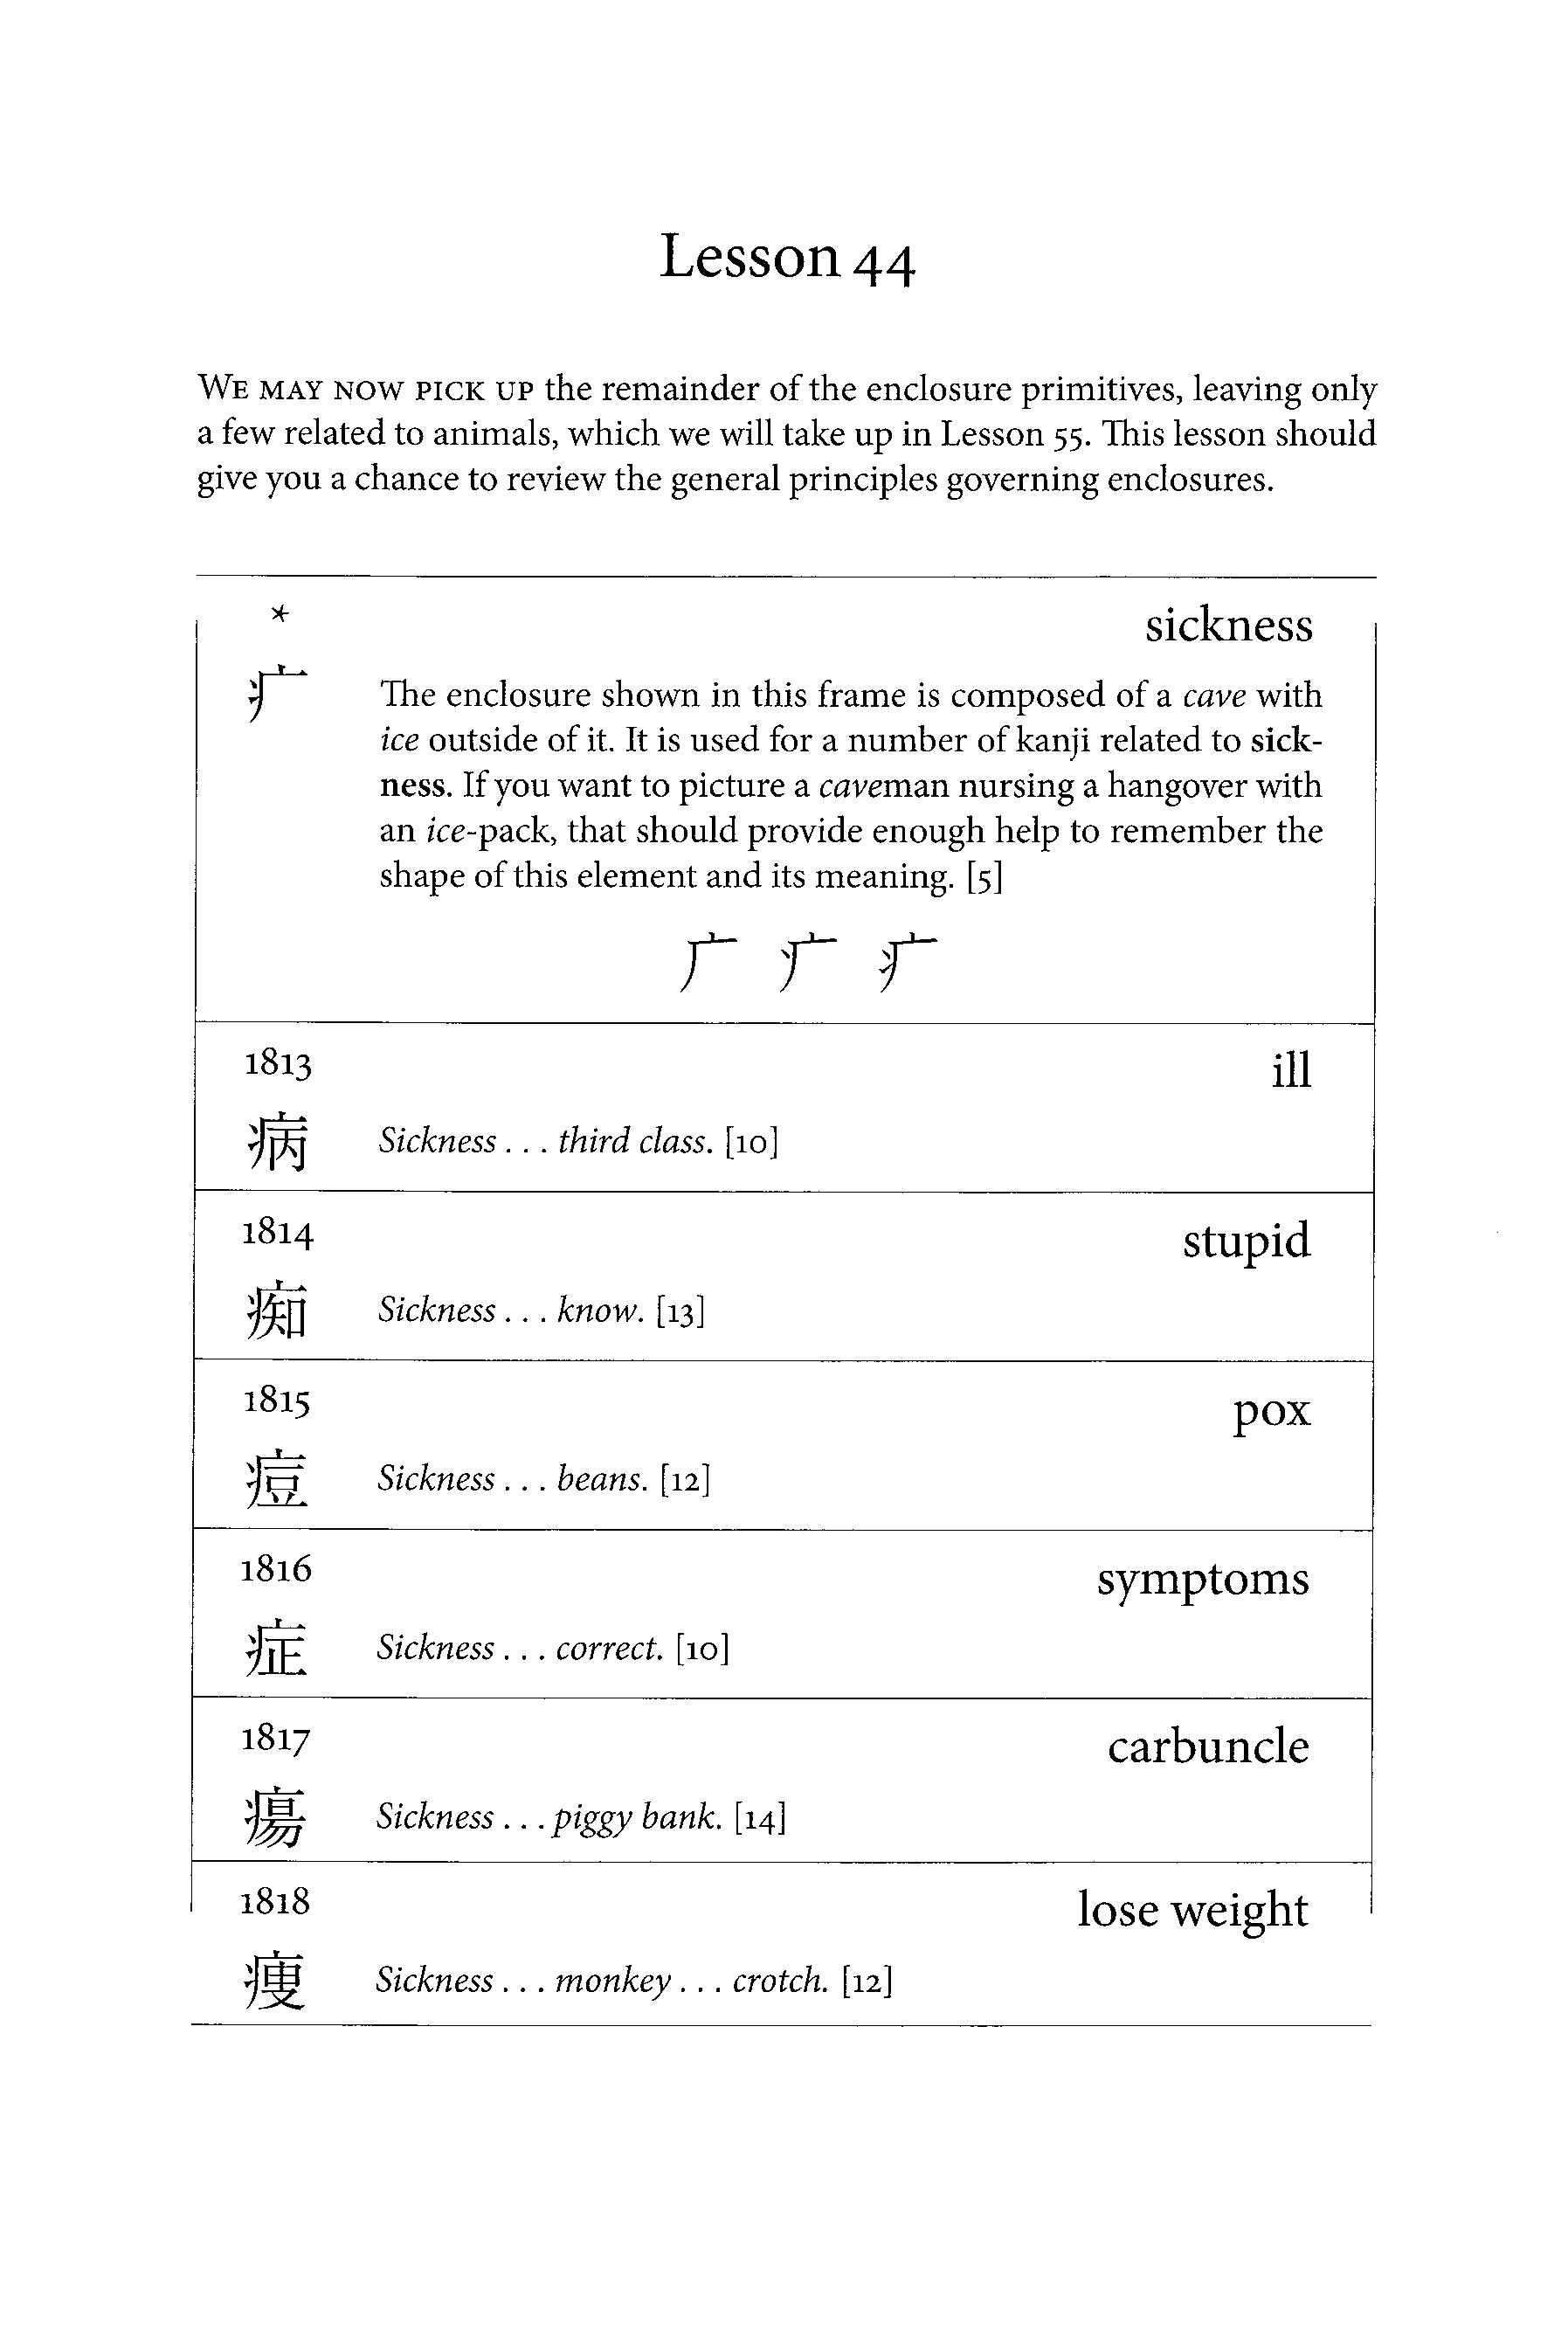 Lesson 44
WE MAY NOW PICK UP the remainder of the enclosure primitives, leaving only
a few related to animals, which we will take up in Lesson 55. This lesson should
give you a chance to review the general principles governing enclosures.
* sickness
疒 The enclosure shown in this frame is composed of a cave with
ice outside of it. It is used for a number of kanji related to sick-
ness. If you want to picture a caveman nursing a hangover with
an ice-pack, that should provide enough help to remember the
shape of this element and its meaning. [5]
广 疒
1813 ill
病 Sickness . . . third class. [10]
1814 stupid
痴 Sickness . . . know. [13]
1815 pox
痘 Sickness . . . beans. [12]
1816 symptoms
症 Sickness . . . correct. [10]
1817 carbuncle
瘍 Sickness . . . piggy bank. [14]
1818 lose weight
痩 Sickness . . . monkey . . . crotch. [12]